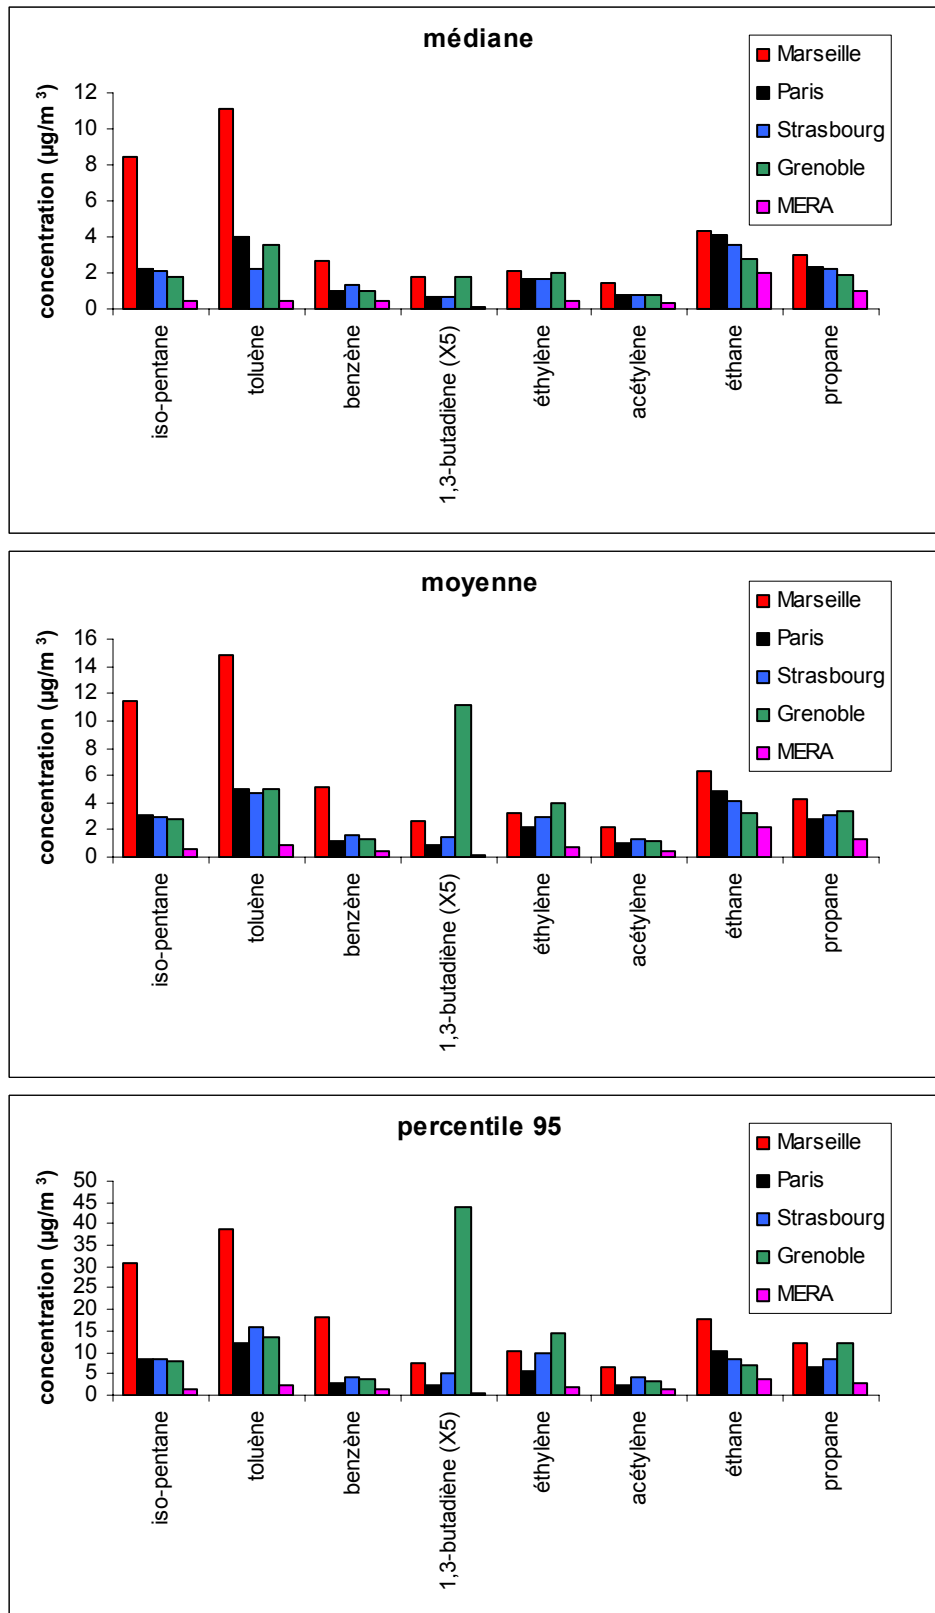 médiane
Marseille
Paris
Strasbourg
Grenoble
MERA
concentration (µg/m ³)
12
10
8
6
4
2
0
iso-pentane
toluène
benzène
1,3-butadiène (X5)
éthylène
acétylène
éthane
propane
moyenne
Marseille
Paris
Strasbourg
Grenoble
MERA
concentration (µg/m ³)
16
14
12
10
8
6
4
2
0
iso-pentane
toluène
benzène
1,3-butadiène (X5)
éthylène
acétylène
éthane
propane
percentile 95
Marseille
Paris
Strasbourg
Grenoble
MERA
concentration (µg/m ³)
50
45
40
35
30
25
20
15
10
5
0
iso-pentane
toluène
benzène
1,3-butadiène (X5)
éthylène
acétylène
éthane
propane